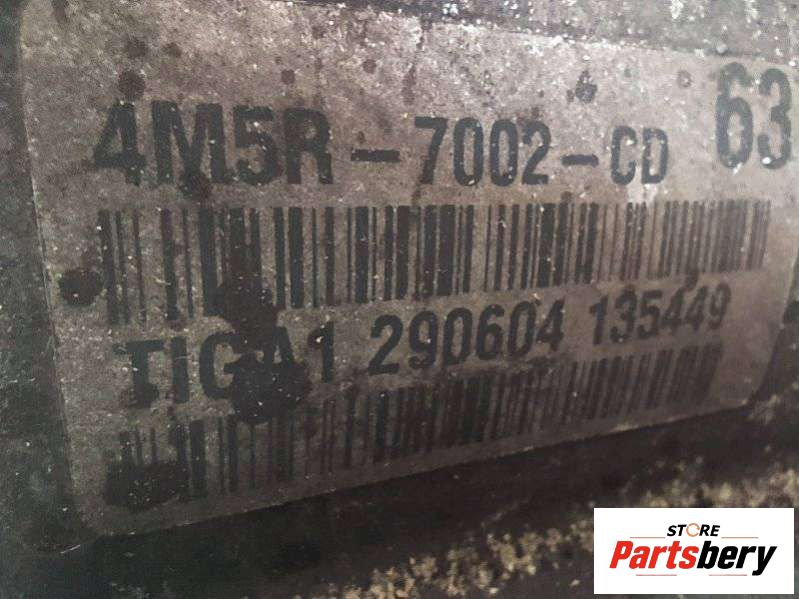 4M5R-7002-CD 63
TIGA1 290604 135449
STORE
Partsbery